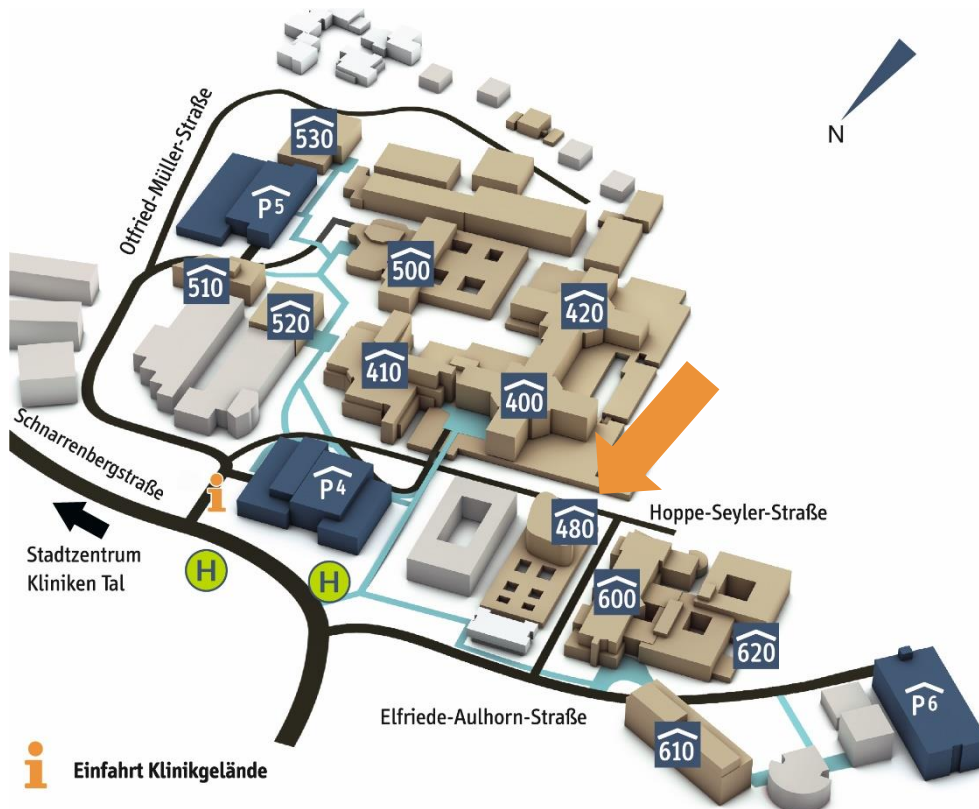 530
P5
Otfried-Müller-Straße
N
510
500
520
420
410
400
Schnarrenbergstraße
P4
i
480
Hoppe-Seyler-Straße
Stadtzentrum
Kliniken Tal
H
H
600
620
P6
Elfriede-Aulhorn-Straße
610
i Einfahrt Klinikgelände